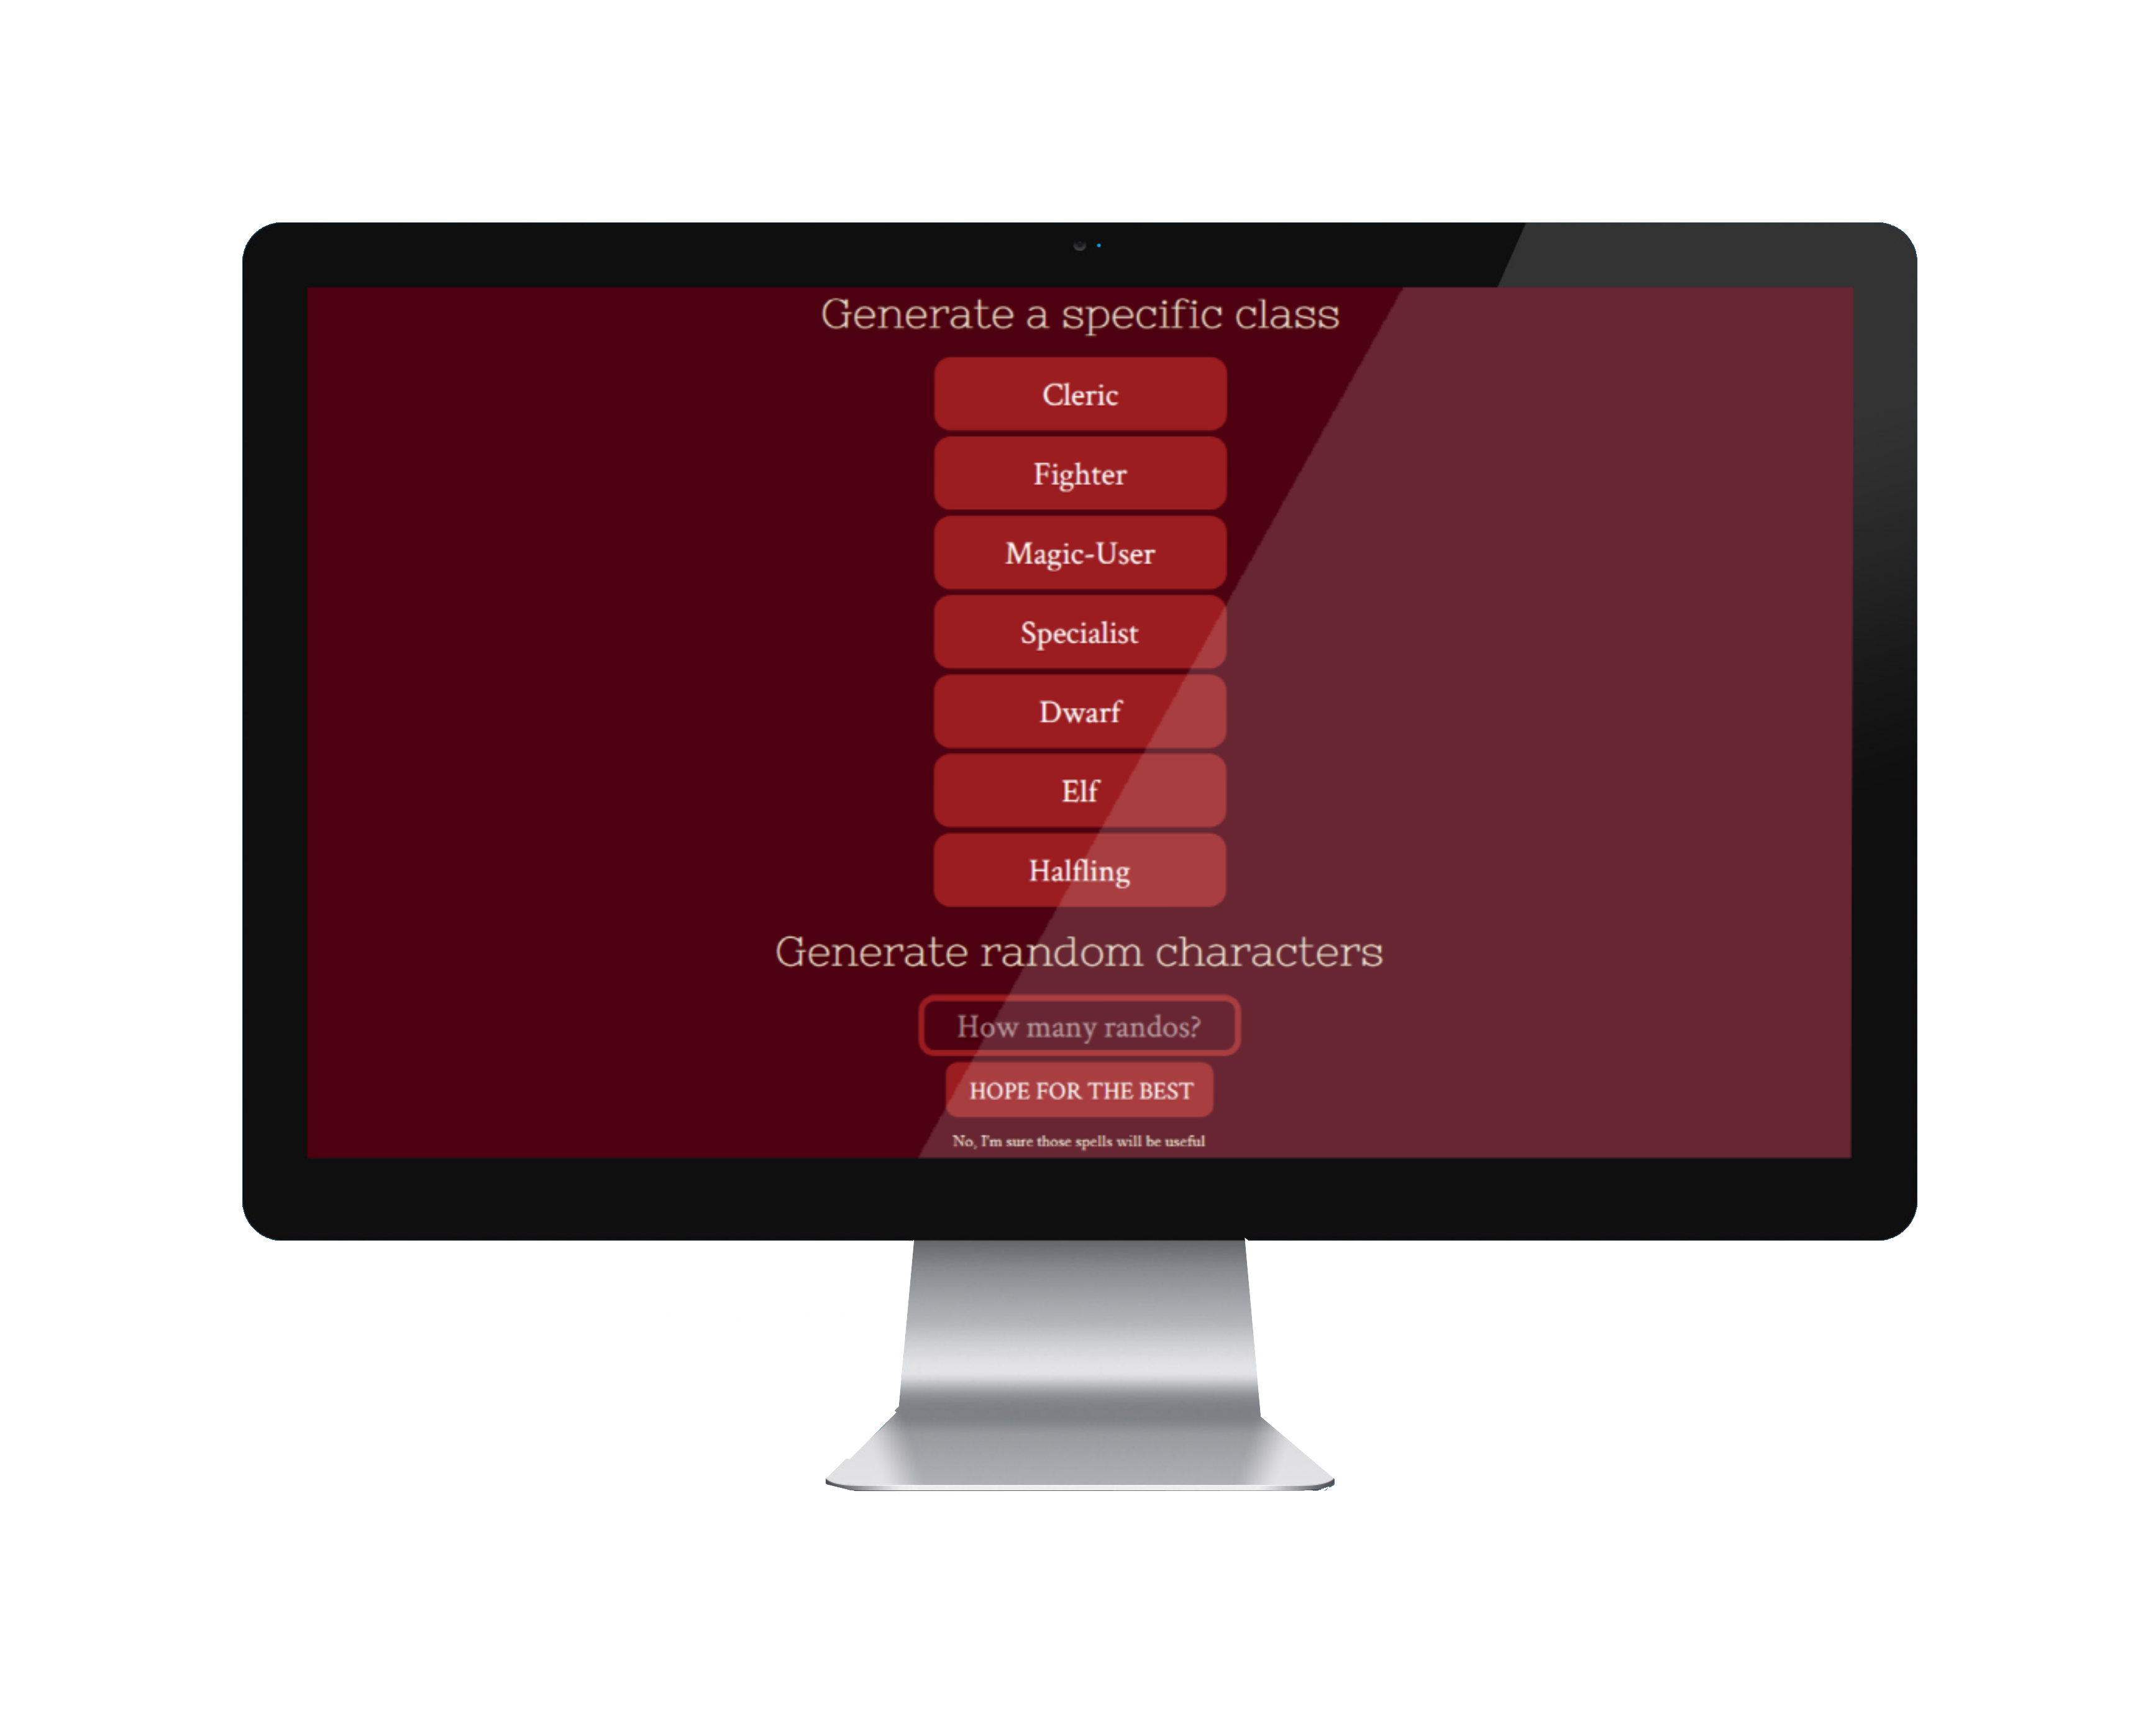 Generate a specific class
Cleric
Fighter
Magic-User
Specialist
Dwarf
Elf
Halfling
Generate random characters
How many randos?
HOPE FOR THE BEST
No, I'm sure those spells will be useful